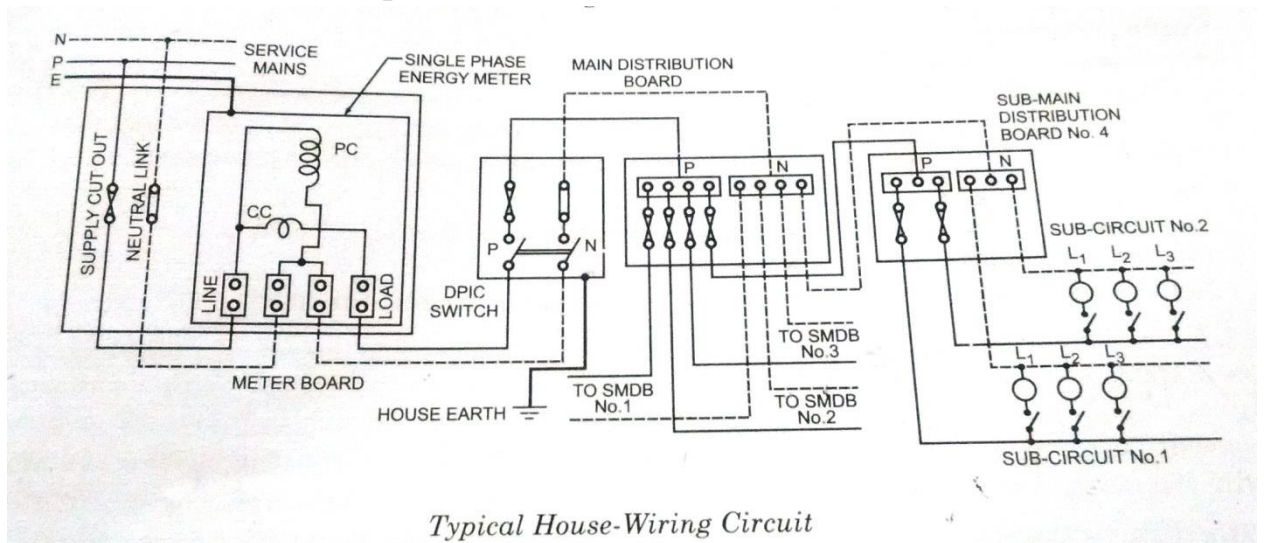 N
P
E
SERVICE
MAINS
SINGLE PHASE
ENERGY METER
MAIN DISTRIBUTION
BOARD
SUB-MAIN
DISTRIBUTION
BOARD No. 4
SUPPLY CUT OUT
NEUTRAL LINK
PC
CC
LINE
LOAD
METER BOARD
P
N
DPIC
SWITCH
HOUSE EARTH
P
N
TO SMDB
No.1
TO SMDB
No.3
TO SMDB
No.2
P
N
SUB-CIRCUIT No.2
L1 L2 L3
L1 L2 L3
SUB-CIRCUIT No.1
Typical House-Wiring Circuit